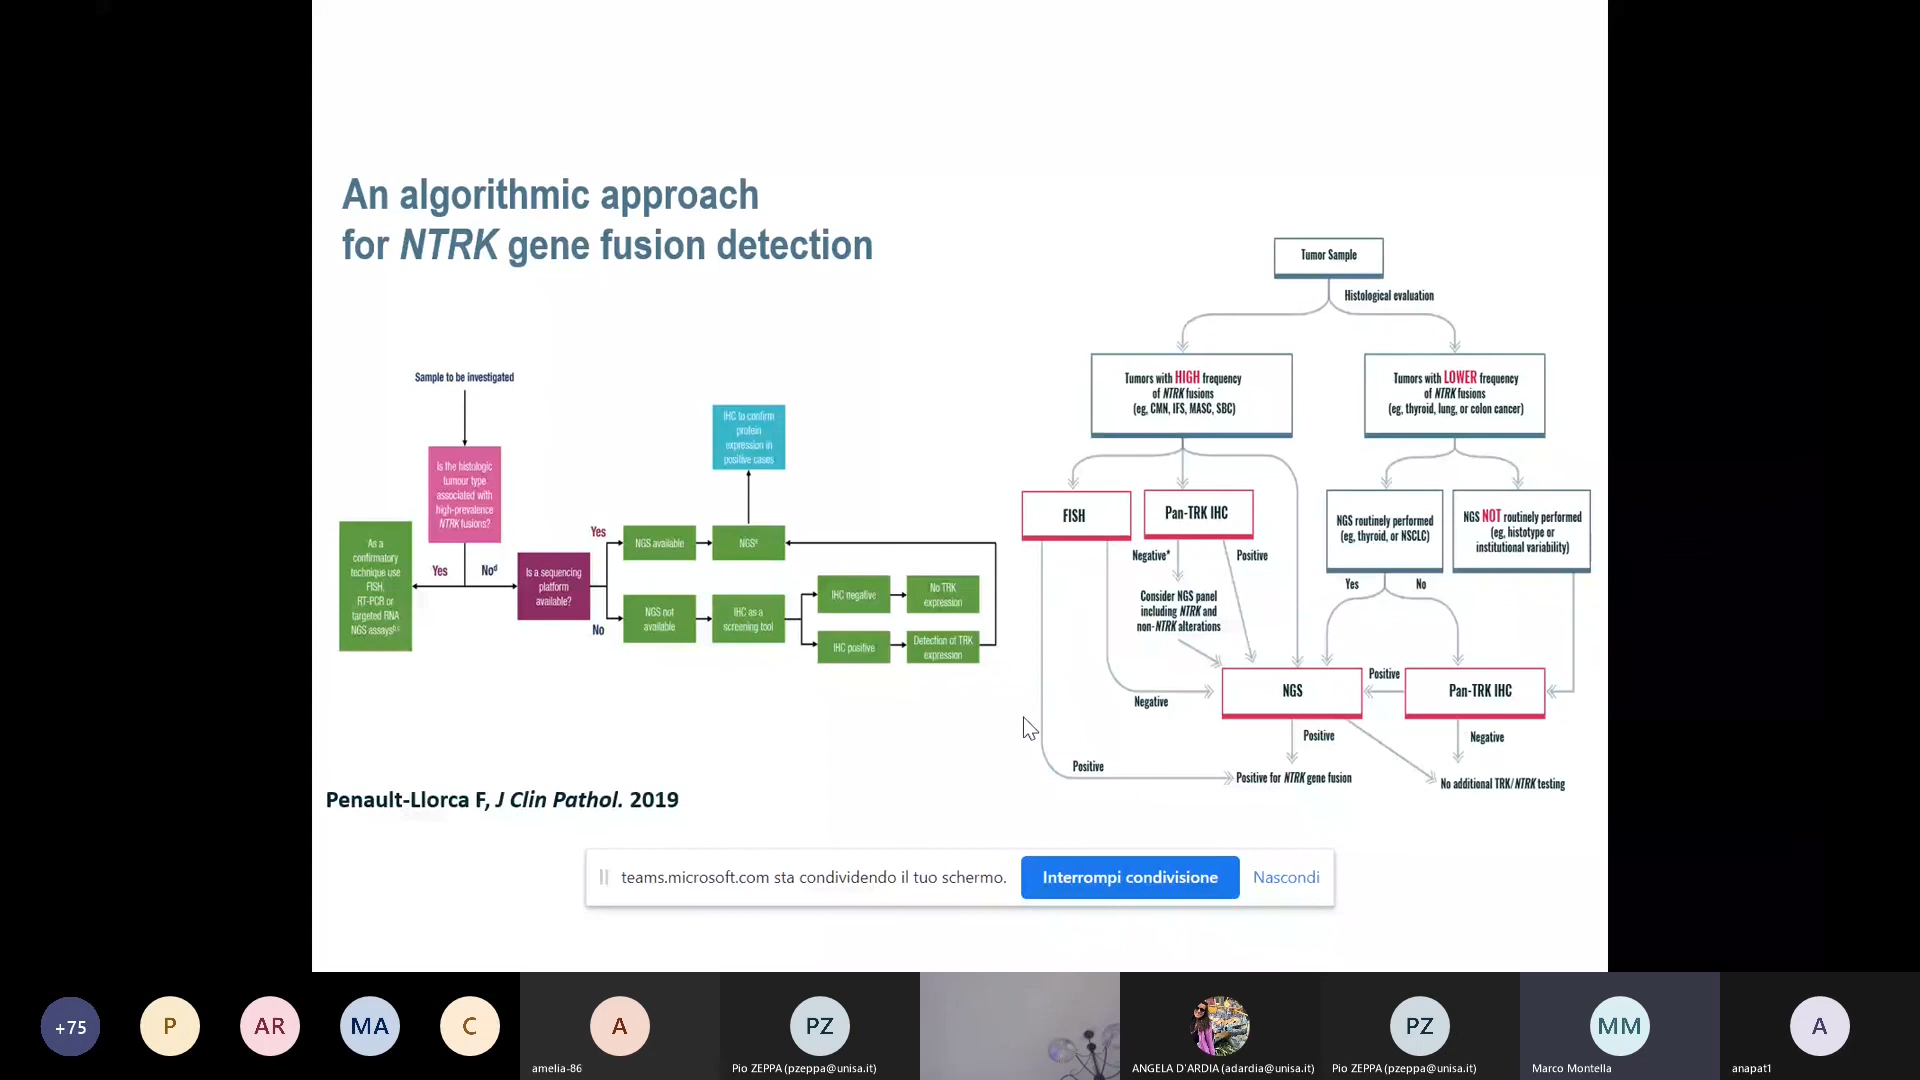 An algorithmic approach
for NTRK gene fusion detection
Sample to be investigated
Is the histologic
tumour type
associated with
high-prevalence
NTRK fusions?
Yes
Noᵈ
As a
confirmatory
technique use
FISH,
RT-PCR or
targeted RNA
NGS assays
Is a sequencing
platform
available?
Yes
No
NGS available
NGS
IHC to confirm
protein
expression in
positive cases
NGS not
available
IHC as a
screening tool
IHC negative
No TRK
expression
IHC positive
Detection of TRK
expression
Penault-Llorca F, J Clin Pathol. 2019
Tumor Sample
Histological evaluation
Tumors with HIGH frequency
of NTRK fusions
(eg, CMN, IFS, MASC, SBC)
Tumors with LOWER frequency
of NTRK fusions
(eg, thyroid, lung, or colon cancer)
FISH
Pan-TRK IHC
NGS routinely performed
(eg, thyroid, or NSCLC)
NGS NOT routinely performed
(eg, histotype or
institutional variability)
Negative*
Positive
Yes
No
Consider NGS panel
including NTRK and
non-NTRK alterations
NGS
Positive
Pan-TRK IHC
Negative
Positive
Negative
Positive
Positive for NTRK gene fusion
No additional TRK/NTRK testing
teams.microsoft.com sta condividendo il tuo schermo.
Interrompi condivisione
Nascondi
+75
P
AR
MA
C
A
amelia-86
PZ
Pio ZEPPA (pzeppa@unisa.it)
ANGELA D'ARDIA (adardia@unisa.it)
PZ
Pio ZEPPA (pzeppa@unisa.it)
MM
Marco Montella
A
anapat1